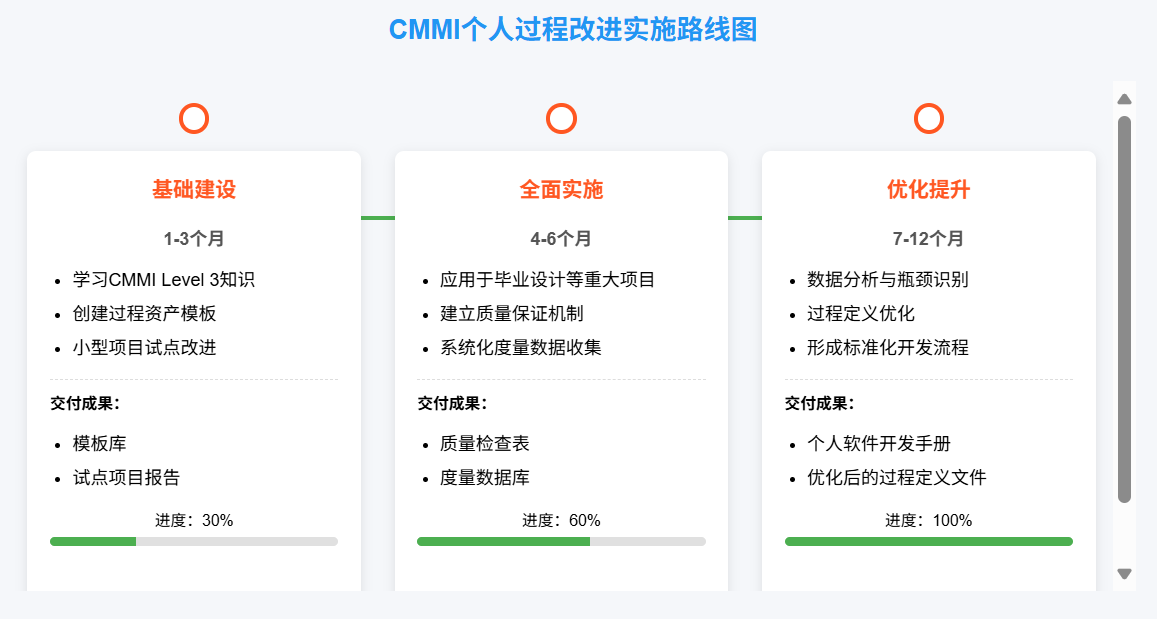 CMMI个人过程改进实施路线图
基础建设
1-3个月
学习CMMI Level 3知识
创建过程资产模板
小型项目试点改进
交付成果：
模板库
试点项目报告
进度：30%
全面实施
4-6个月
应用于毕业设计等重大项目
建立质量保证机制
系统化度量数据收集
交付成果：
质量检查表
度量数据库
进度：60%
优化提升
7-12个月
数据分析与瓶颈识别
过程定义优化
形成标准化开发流程
交付成果：
个人软件开发手册
优化后的过程定义文件
进度：100%